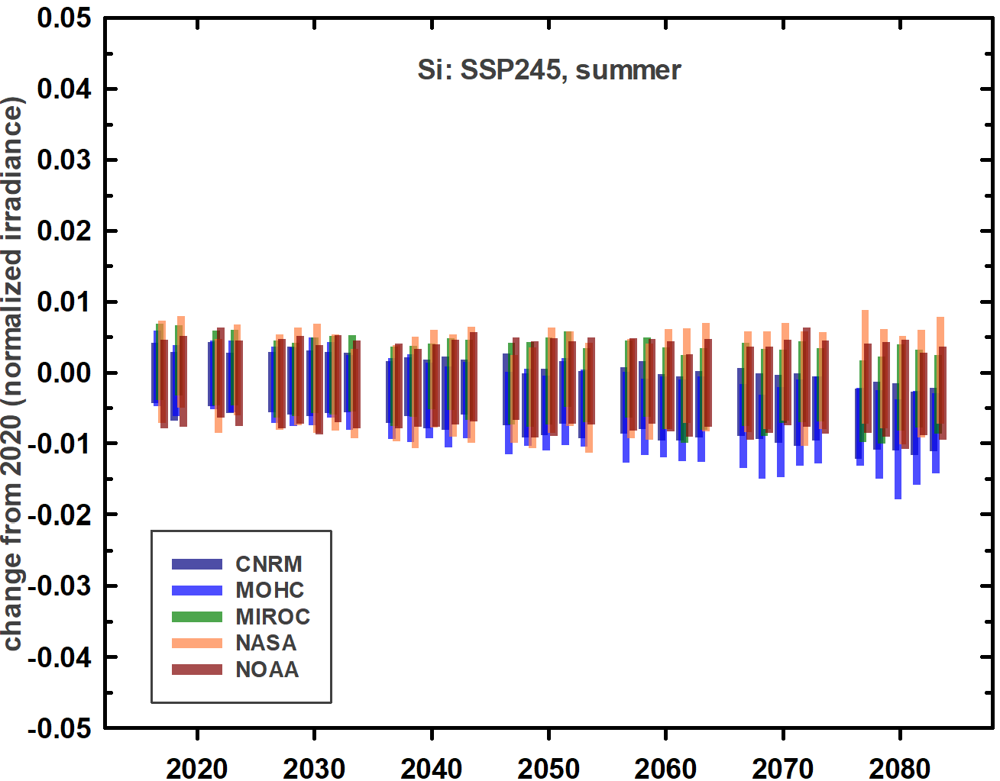 Si: SSP245, summer
change from 2020 (normalized irradiance)
0.05
0.04
0.03
0.02
0.01
0.00
-0.01
-0.02
-0.03
-0.04
-0.05
CNRM
MOHC
MIROC
NASA
NOAA
2020 2030 2040 2050 2060 2070 2080